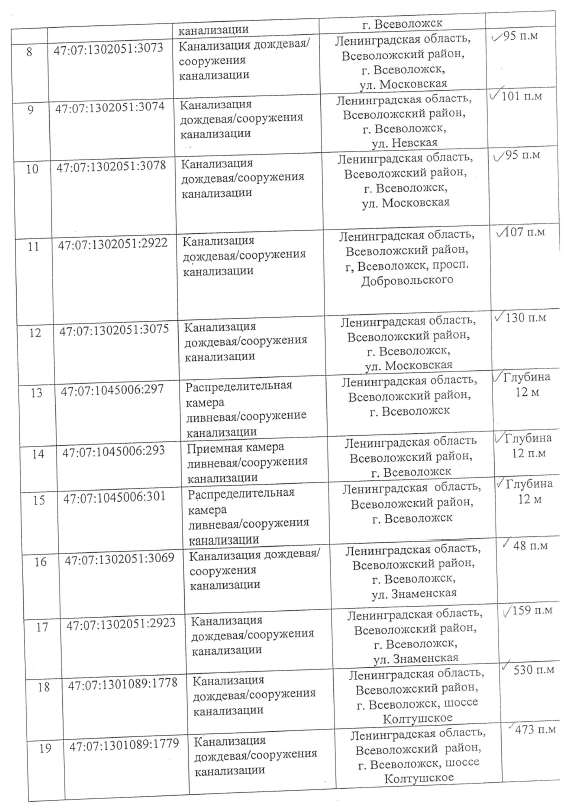 канализации г. Всеволожск
8 47:07:1302051:3073 Канализация дождевая/ Ленинградская область, 95 п.м
сооружения Всеволожский район,
канализации г. Всеволожск,
ул. Московская
9 47:07:1302051:3074 Канализация Ленинградская область, 101 п.м
дождевая/сооружения Всеволожский район,
канализации г. Всеволожск,
ул. Невская
10 47:07:1302051:3078 Канализация Ленинградская область, 95 п.м
дождевая/сооружения Всеволожский район,
канализации г. Всеволожск,
ул. Московская
11 47:07:1302051:2922 Канализация Ленинградская область, 107 п.м
дождевая/сооружения Всеволожский район,
канализации г, Всеволожск, просп.
Добровольского
12 47:07:1302051:3075 Канализация Ленинградская область, 130 п.м
дождевая/сооружения Всеволожский район,
канализации г. Всеволожск,
ул. Московская
13 47:07:1045006:297 Распределительная Ленинградская область, Глубина
камера Всеволожский район, 12 м
ливневая/сооружение г. Всеволожск
канализации
14 47:07:1045006:293 Приемная камера Ленинградская область Глубина
ливневая/сооружения Всеволожский район, 12 п.м
канализации г. Всеволожск
15 47:07:1045006:301 Распределительная Ленинградская область, Глубина
камера Всеволожский район, 12 м
ливневая/сооружения г. Всеволожск
канализации
16 47:07:1302051:3069 Канализация дождевая/ Ленинградская область, 48 п.м
сооружения Всеволожский район,
канализации г. Всеволожск,
ул. Знаменская
17 47:07:1302051:2923 Канализация Ленинградская область, 159 п.м
дождевая/сооружения Всеволожский район,
канализации г. Всеволожск,
ул. Знаменская
18 47:07:1301089:1778 Канализация Ленинградская область, 530 п.м
дождевая/сооружения Всеволожский район,
канализации г. Всеволожск, шоссе
Колтушское
19 47:07:1301089:1779 Канализация Ленинградская область, 473 п.м
дождевая/сооружения Всеволожский район,
канализации г. Всеволожск, шоссе
Колтушское